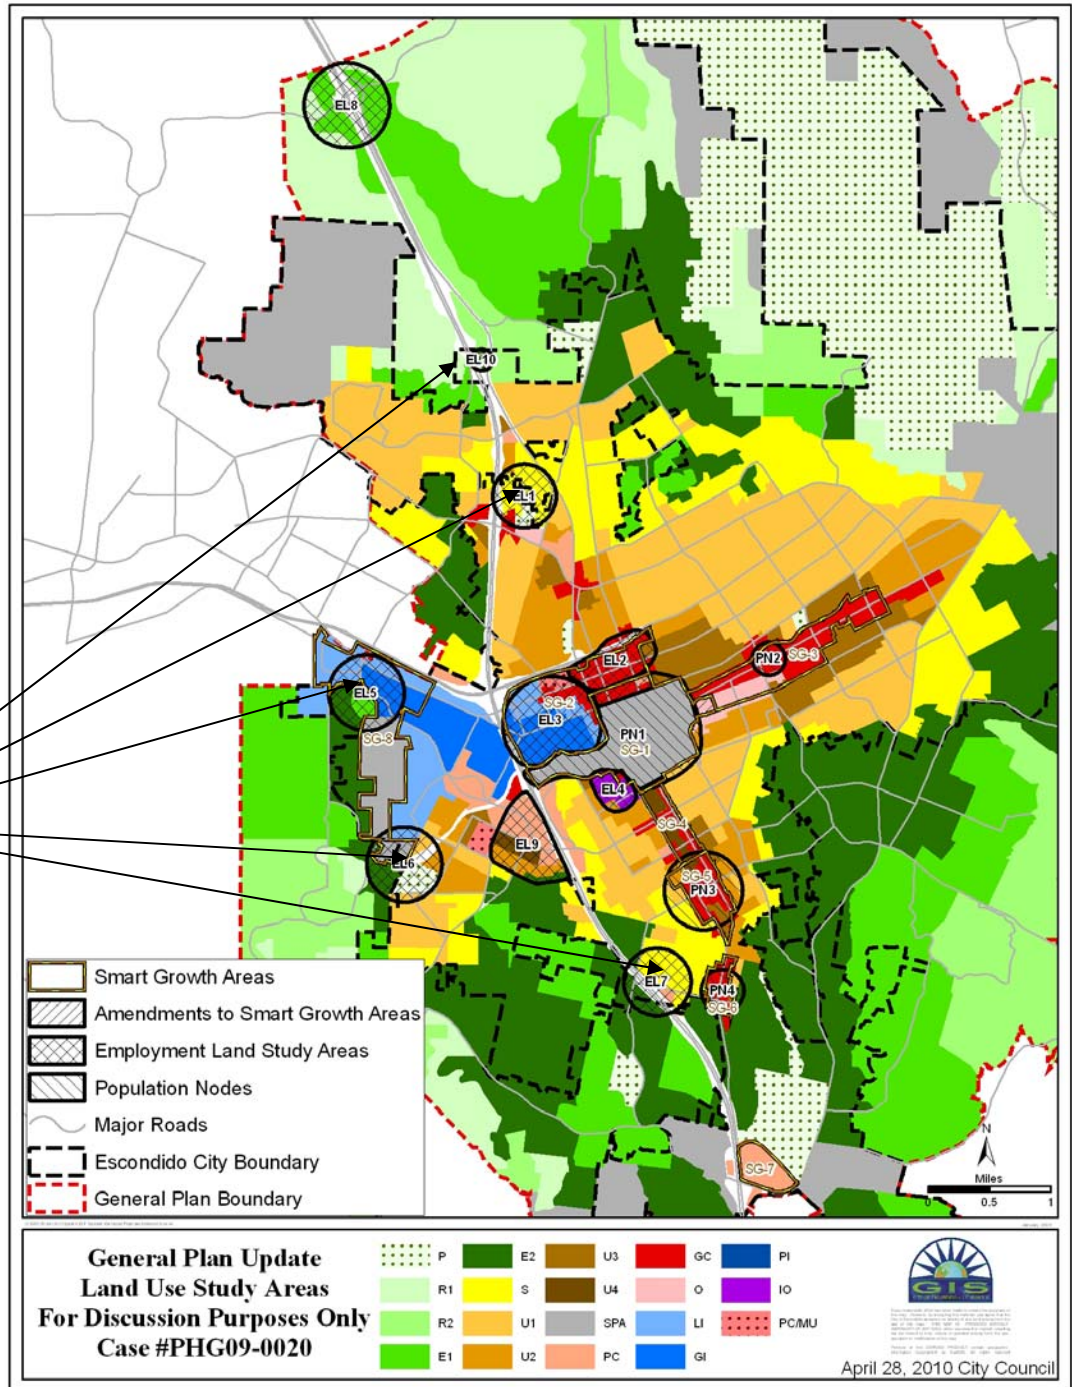 EL8
EL10
EL1
EL2
PN2
SG-3
EL5
SG-2
EL3
PN1
SG-1
SG-8
EL4
SG-4
EL9
EL6
SG-5
PN3
EL7
PN4
SG-6
SG-7
Smart Growth Areas
Amendments to Smart Growth Areas
Employment Land Study Areas
Population Nodes
Major Roads
Escondido City Boundary
General Plan Boundary
N
Miles
0 0.5 1
General Plan Update
Land Use Study Areas
For Discussion Purposes Only
Case #PHG09-0020
P E2 U3 GC PI
R1 S U4 O IO
R2 U1 SPA LI PC/MU
E1 U2 PC GI
GIS
April 28, 2010 City Council